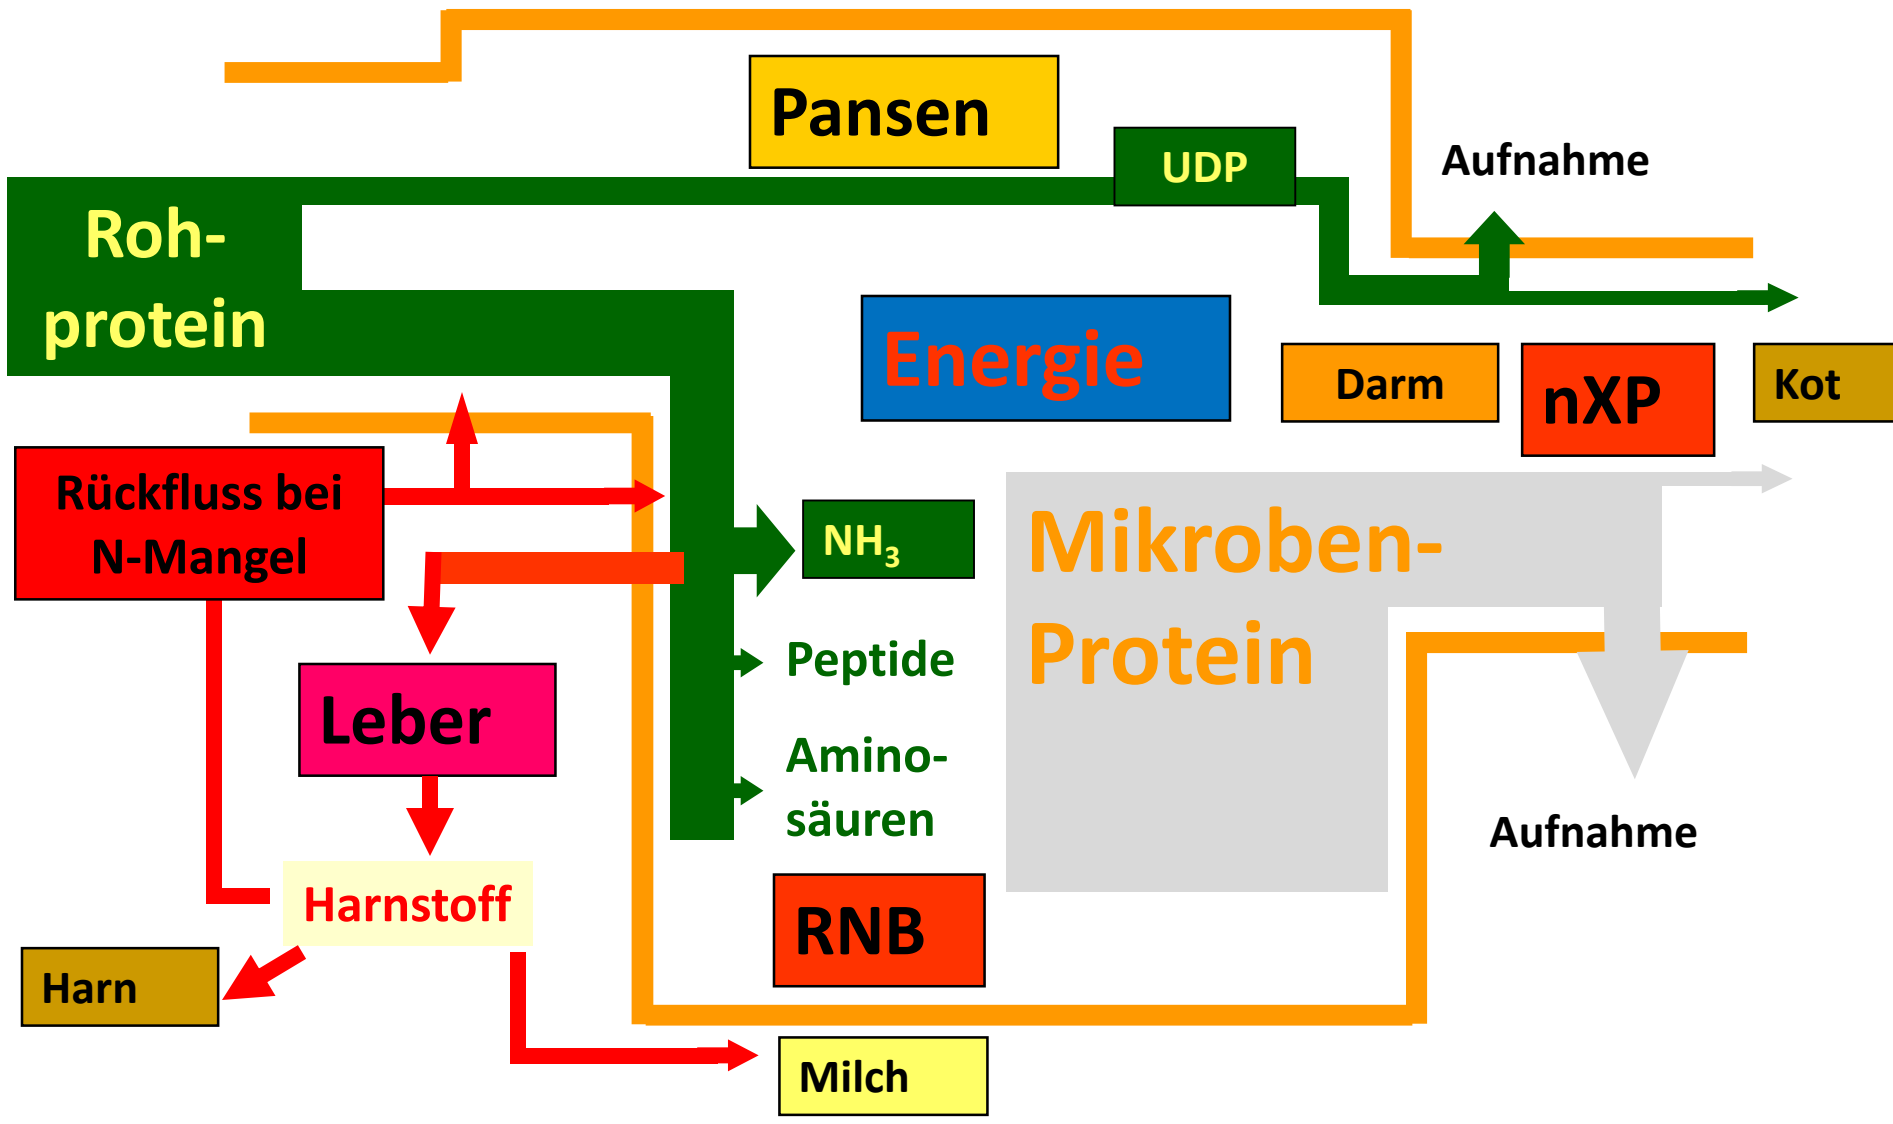 Pansen
UDP
Aufnahme
Roh-
protein
Energie
Darm
nXP
Kot
Rückfluss bei
N-Mangel
NH₃
Mikroben-
Protein
Peptide
Leber
Amino-
säuren
Aufnahme
Harnstoff
RNB
Harn
Milch